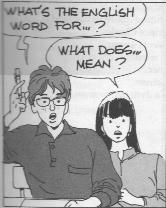 WHAT'S THE ENGLISH
WORD FOR... ?
WHAT DOES...
MEAN ?